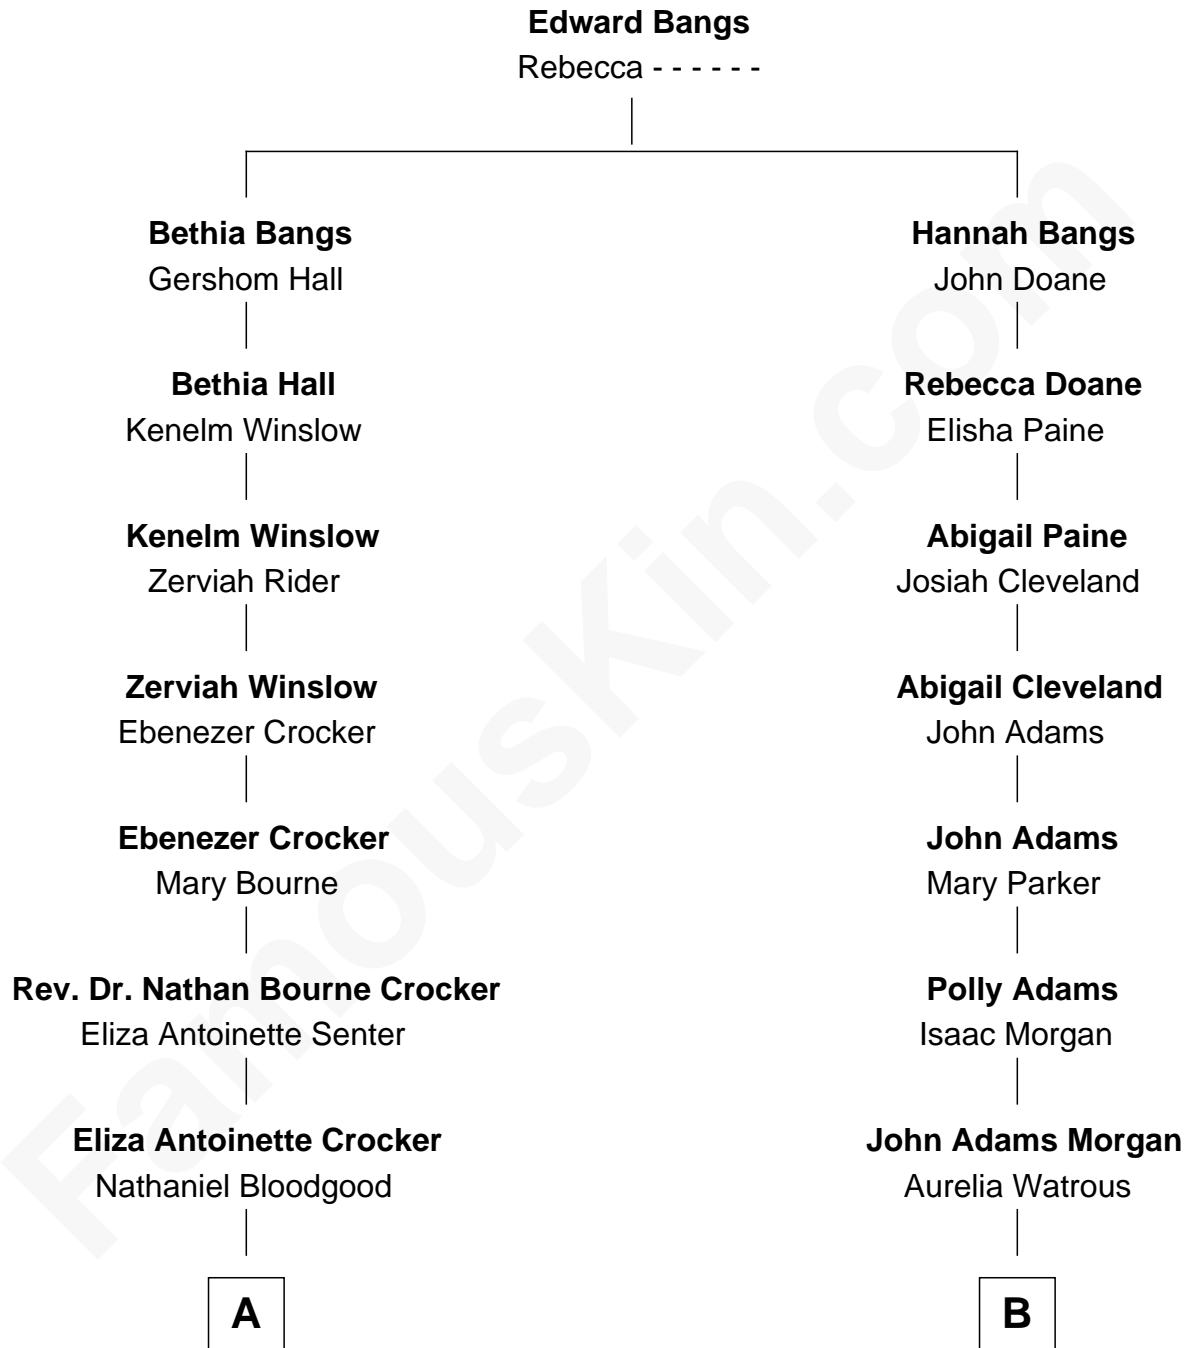 Edward Bangs
Rebecca - - - - - -
Bethia Bangs
Gershom Hall
Hannah Bangs
John Doane
Bethia Hall
Kenelm Winslow
Rebecca Doane
Elisha Paine
Kenelm Winslow
Zerviah Rider
Abigail Paine
Josiah Cleveland
Zerviah Winslow
Ebenezer Crocker
Abigail Cleveland
John Adams
Ebenezer Crocker
Mary Bourne
John Adams
Mary Parker
Rev. Dr. Nathan Bourne Crocker
Eliza Antoinette Senter
Polly Adams
Isaac Morgan
Eliza Antoinette Crocker
Nathaniel Bloodgood
John Adams Morgan
Aurelia Watrous
A
B
FamousKin.com